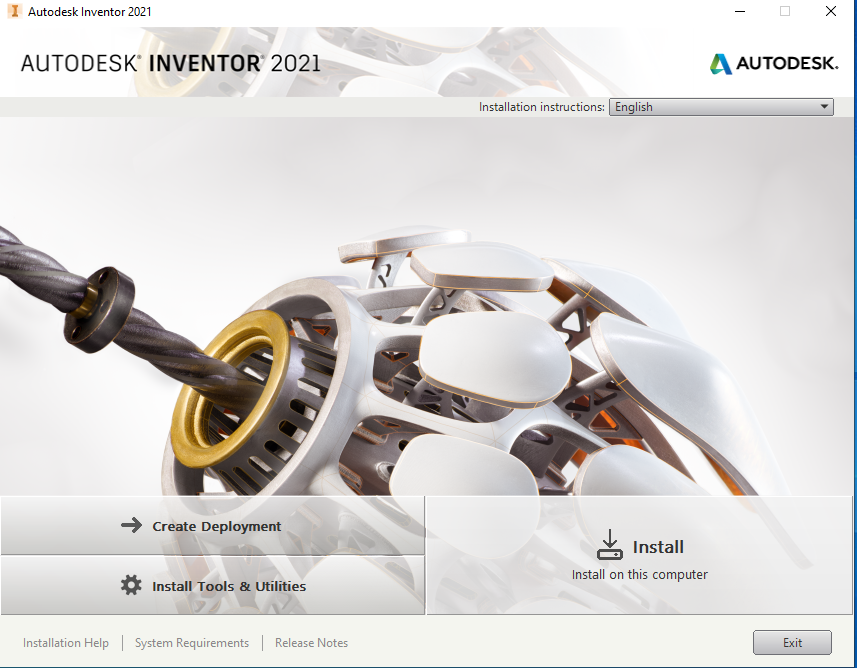 Autodesk Inventor 2021
AUTODESK® INVENTOR® 2021
AUTODESK.
Installation instructions: English
Create Deployment
Install
Install on this computer
Install Tools & Utilities
Installation Help | System Requirements | Release Notes
Exit